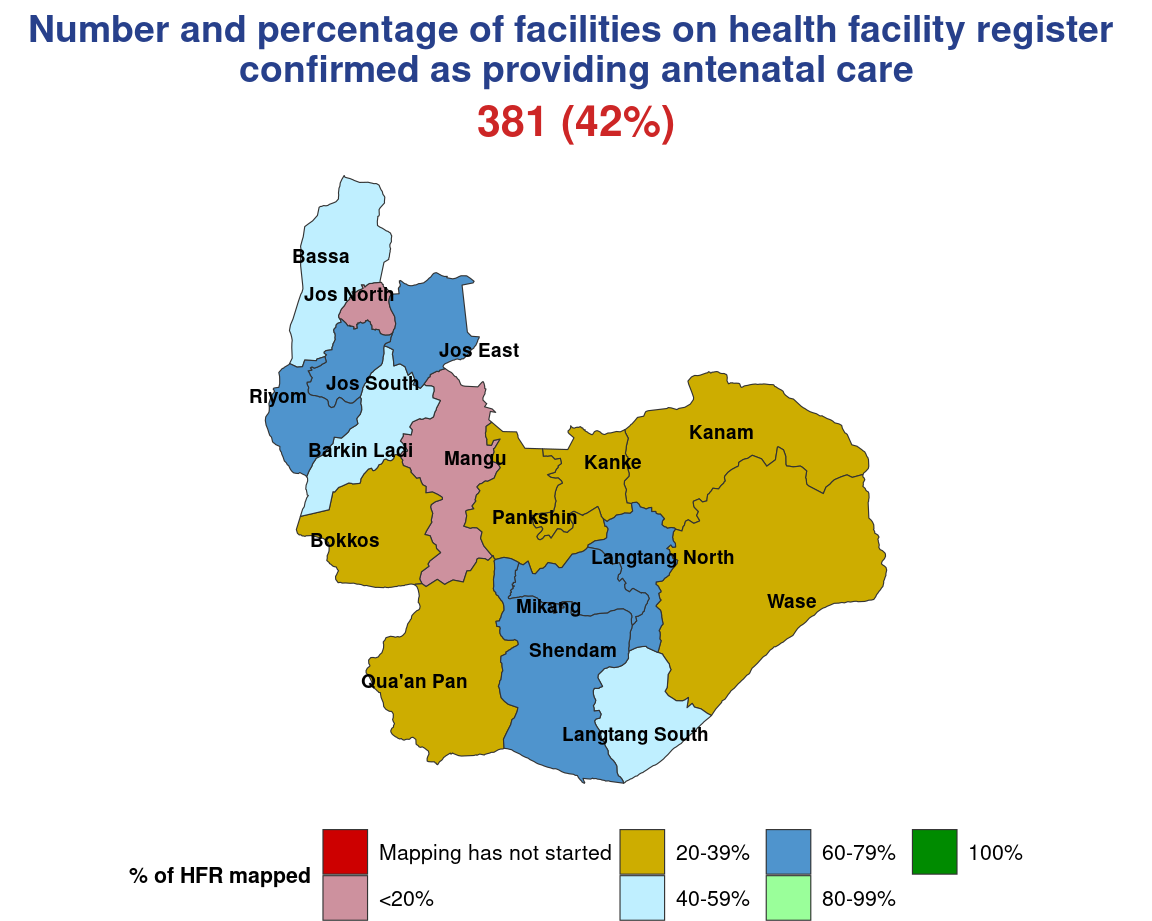 Number and percentage of facilities on health facility register
confirmed as providing antenatal care
381 (42%)
Bassa
Jos North
Jos East
Jos South
Riyom
Kanam
Barkin Ladi
Mangu
Kanke
Pankshin
Bokkos
Langtang North
Wase
Mikang
Shendam
Qua'an Pan
Langtang South
% of HFR mapped
Mapping has not started
<20%
20-39%
40-59%
60-79%
80-99%
100%